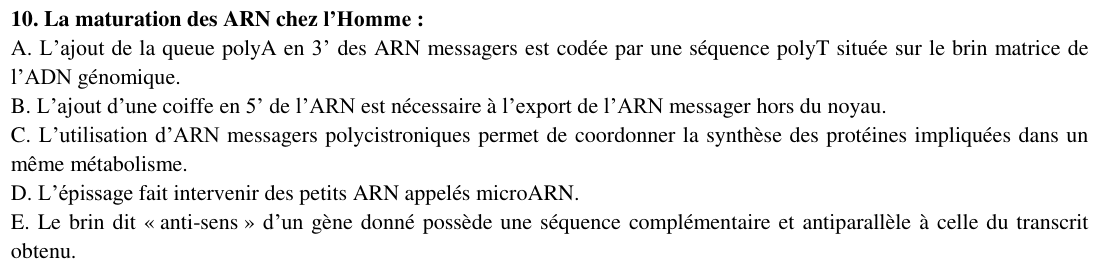 10. La maturation des ARN chez l’Homme :
A. L’ajout de la queue polyA en 3’ des ARN messagers est codée par une séquence polyT située sur le brin matrice de
l’ADN génomique.
B. L’ajout d’une coiffe en 5’ de l’ARN est nécessaire à l’export de l’ARN messager hors du noyau.
C. L’utilisation d’ARN messagers polycistroniques permet de coordonner la synthèse des protéines impliquées dans un
même métabolisme.
D. L’épissage fait intervenir des petits ARN appelés microARN.
E. Le brin dit « anti-sens » d’un gène donné possède une séquence complémentaire et antiparallèle à celle du transcrit
obtenu.